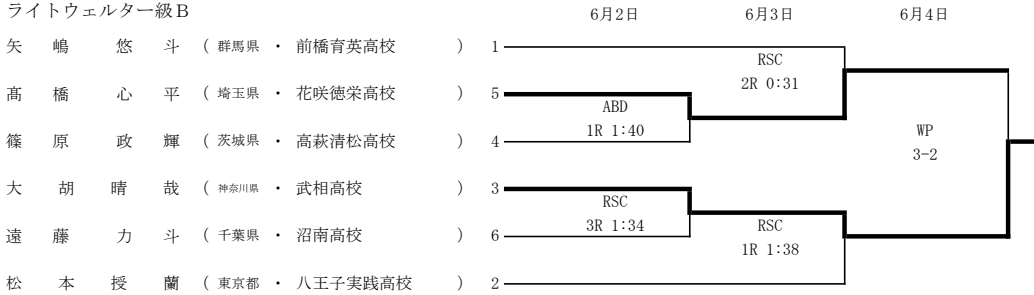 ライトウェルター級Ｂ 6月2日 6月3日 6月4日
矢嶋悠斗 ( 群馬県 ・ 前橋育英高校 ) 1
RSC
2R 0:31
髙橋心平 ( 埼玉県 ・ 花咲徳栄高校 ) 5
ABD
1R 1:40
篠原政輝 ( 茨城県 ・ 高萩清松高校 ) 4
WP
3-2
大胡晴哉 ( 神奈川県 ・ 武相高校 ) 3
RSC
3R 1:34
遠藤力斗 ( 千葉県 ・ 沼南高校 ) 6
RSC
1R 1:38
松本授蘭 ( 東京都 ・ 八王子実践高校 ) 2